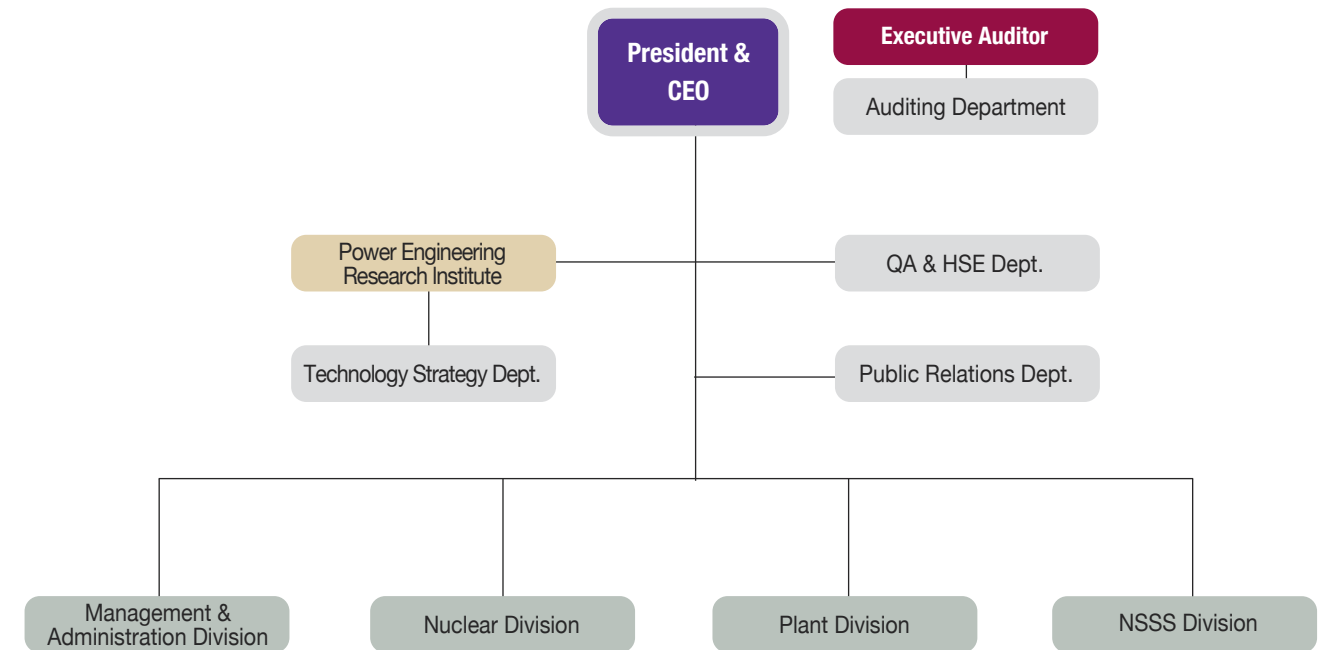 President &
CEO
Executive Auditor
Auditing Department
Power Engineering
Research Institute
QA & HSE Dept.
Technology Strategy Dept.
Public Relations Dept.
Management &
Administration Division
Nuclear Division
Plant Division
NSSS Division